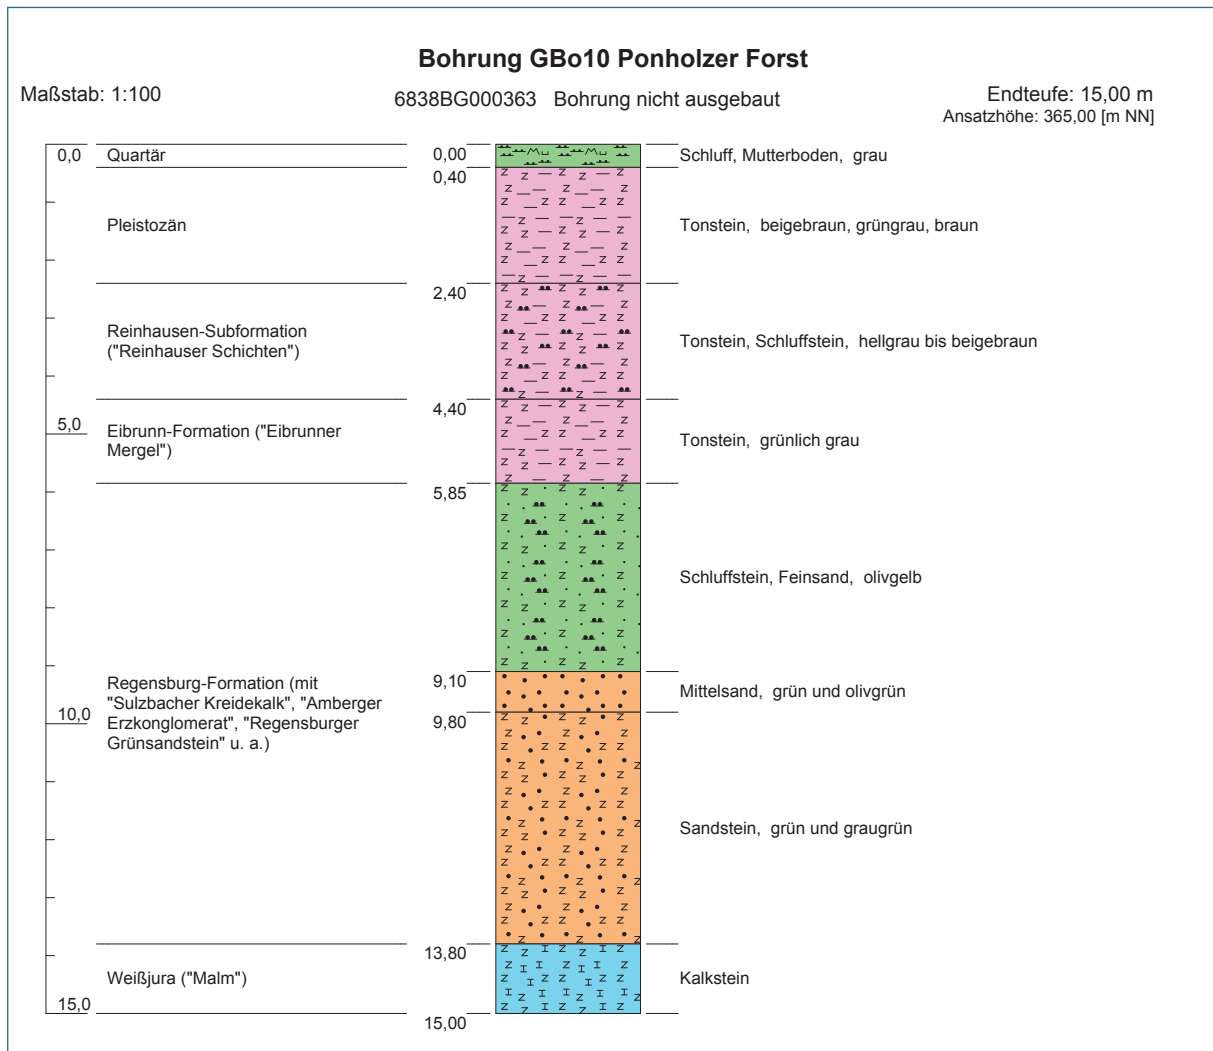 Bohrung GBo10 Ponholzer Forst
Maßstab: 1:100
6838BG000363 Bohrung nicht ausgebaut
Endteufe: 15,00 m
Ansatzhöhe: 365,00 [m NN]
0,0
Quartär
0,00
Schluff, Mutterboden, grau
0,40
Pleistozän
Tonstein, beigebraun, grüngrau, braun
2,40
Reinhausen-Subformation
("Reinhauser Schichten")
Tonstein, Schluffstein, hellgrau bis beigebraun
4,40
5,0
Eibrunn-Formation ("Eibrunner
Mergel")
Tonstein, grünlich grau
5,85
Schluffstein, Feinsand, olivgelb
9,10
Regensburg-Formation (mit
"Sulzbacher Kreidekalk", "Amberger
Erzkonglomerat", "Regensburger
Grünsandstein" u. a.)
Mittelsand, grün und olivgrün
10,0
9,80
Sandstein, grün und graugrün
13,80
Weißjura ("Malm")
Kalkstein
15,0
15,00